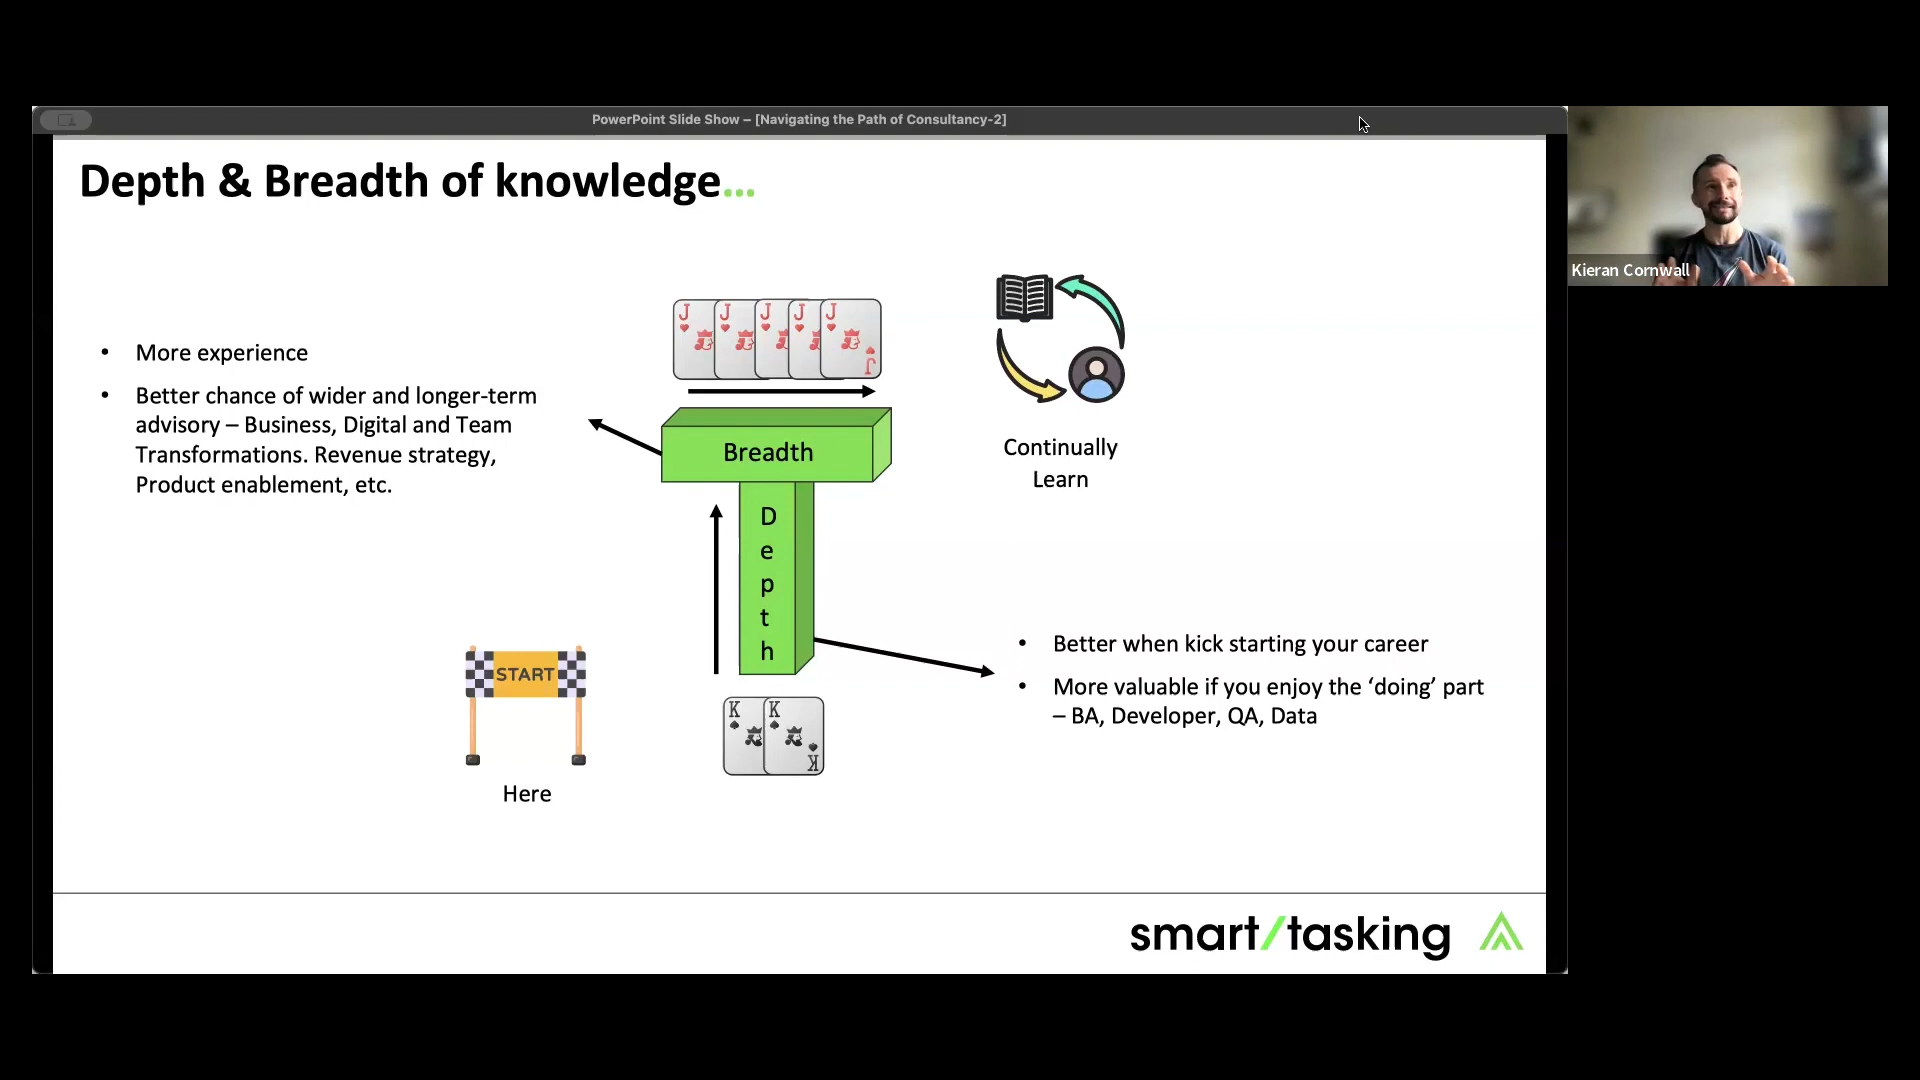 PowerPoint Slide Show – [Navigating the Path of Consultancy-2]
Depth & Breadth of knowledge...
J J J J J
J
• More experience
• Better chance of wider and longer-term
advisory – Business, Digital and Team
Transformations. Revenue strategy,
Product enablement, etc.
Breadth
Continually
Learn
D
e
p
t
h
START
Here
K K
K
• Better when kick starting your career
• More valuable if you enjoy the ‘doing’ part
– BA, Developer, QA, Data
smart/tasking
Kieran Cornwall